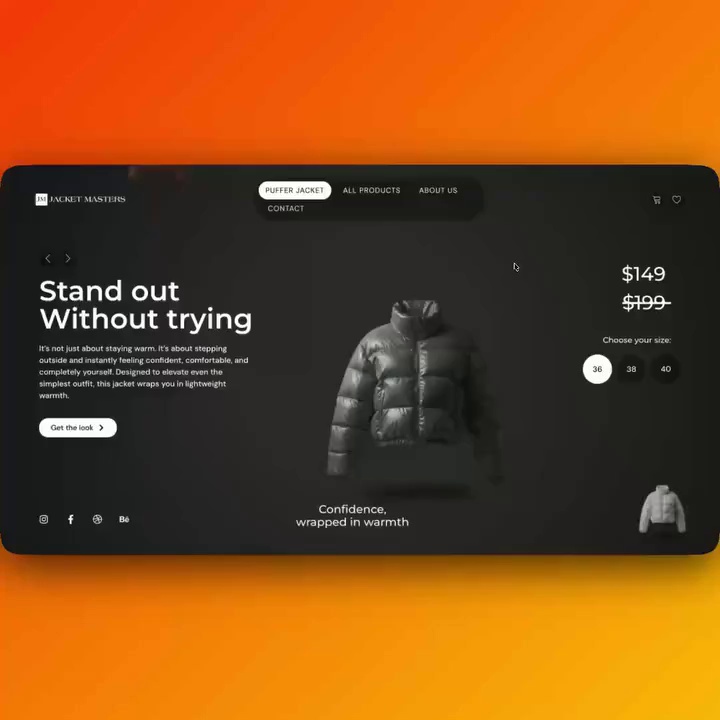 JM JACKET MASTERS
PUFFER JACKET ALL PRODUCTS ABOUT US
CONTACT
Stand out
Without trying
It's not just about staying warm. It's about stepping
outside and instantly feeling confident, comfortable, and
completely yourself. Designed to elevate even the
simplest outfit, this jacket wraps you in lightweight
warmth.
Get the look
$149
$199
Choose your size:
36 38 40
Confidence,
wrapped in warmth
Bē